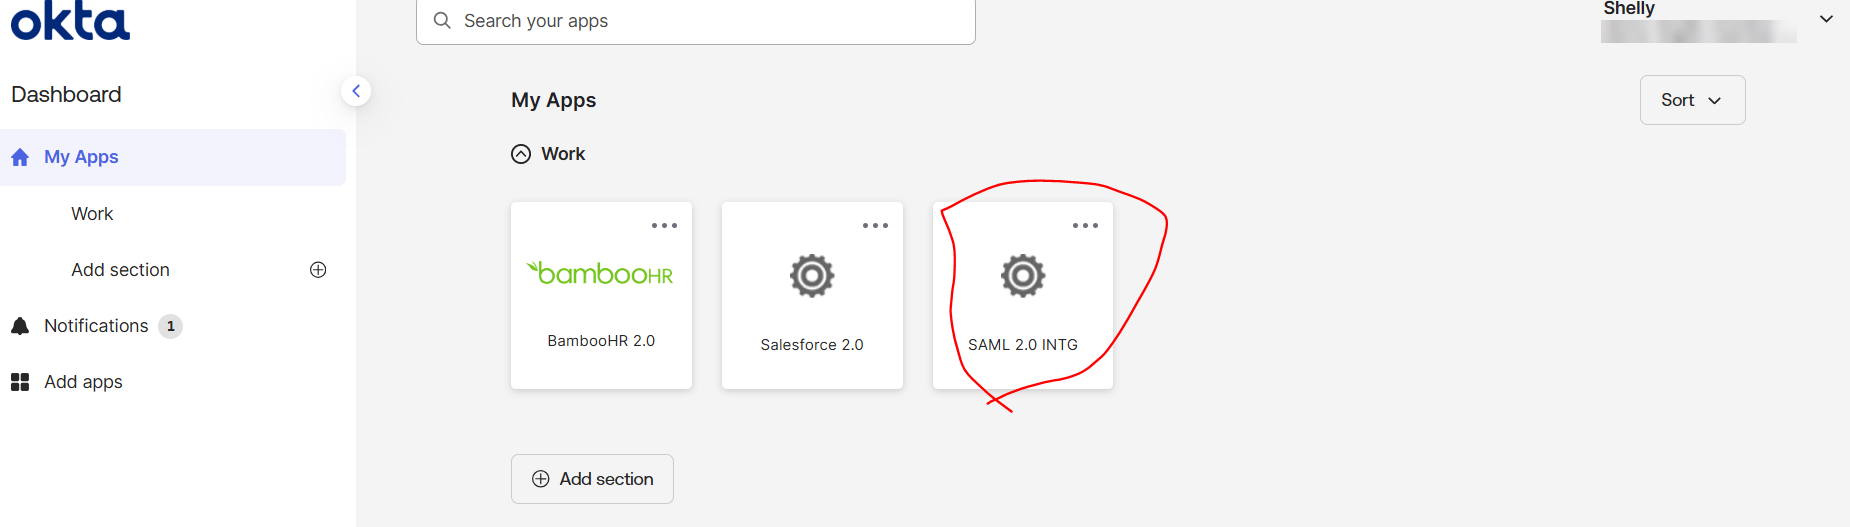 okta
Search your apps
Shelly
Dashboard
My Apps
Sort
My Apps
Work
Work
Add section
Notifications 1
Add apps
bambooHR
BambooHR 2.0
Salesforce 2.0
SAML 2.0 INTG
Add section